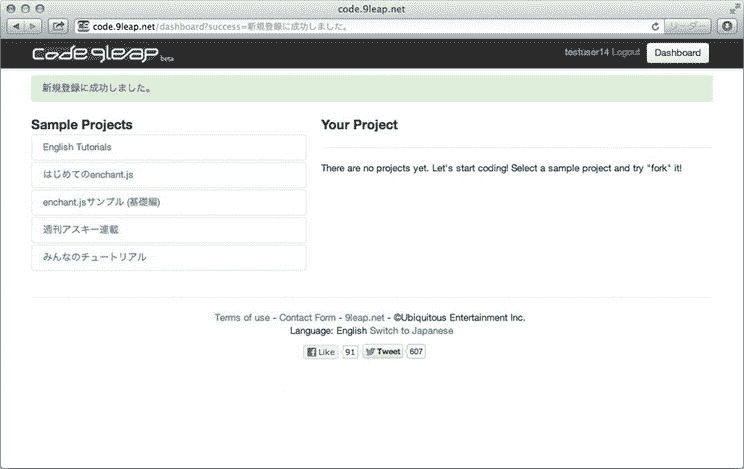 code.9leap.net
code.9leap.net/dashboard?success=新規登録に成功しました。
リーダー
code.9leap beta
testuser14 Logout Dashboard
新規登録に成功しました。
Sample Projects
English Tutorials
はじめてのenchant.js
enchant.jsサンプル (基礎編)
週刊アスキー連載
みんなのチュートリアル
Your Project
There are no projects yet. Let's start coding! Select a sample project and try "fork" it!
Terms of use - Contact Form - 9leap.net - ©Ubiquitous Entertainment Inc.
Language: English Switch to Japanese
Like 91 Tweet 607